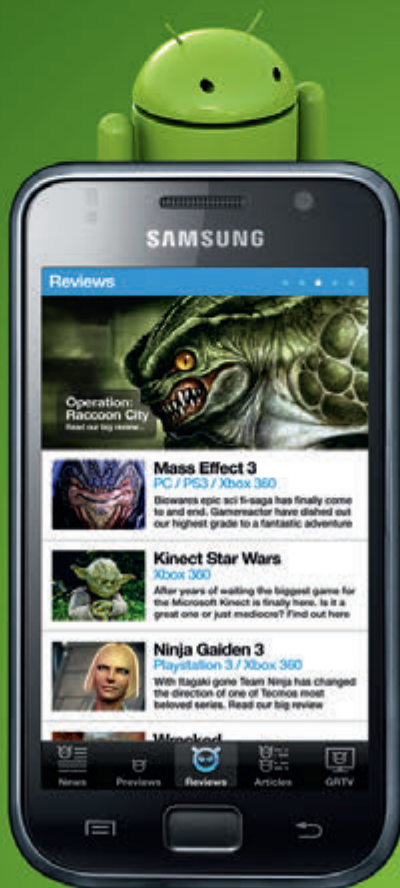 SAMSUNG
Reviews
Operation:
Raccoon City
Read our big review...
Mass Effect 3
PC / PS3 / Xbox 360
Biowares epic sci fi-saga has finally come
to and end. Gamereactor have dished out
our highest grade to a fantastic adventure
Kinect Star Wars
Xbox 360
After years of waiting the biggest game for
the Microsoft Kinect is finally here. Is it a
great one or just mediocre? Find out here
Ninja Gaiden 3
Playstation 3 / Xbox 360
With Itagaki gone Team Ninja has changed
the direction of one of Tecmos most
beloved series. Read our big review
Wrecked
News
Previews
Reviews
Articles
GRTV